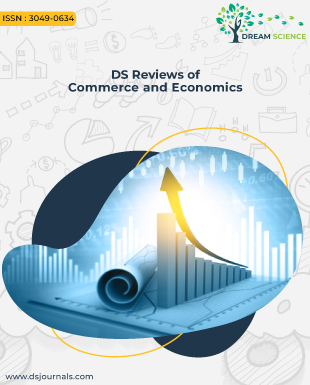 ISSN : 3049-0634
DREAM SCIENCE
DS Reviews of
Commerce and Economics
www.dsjournals.com